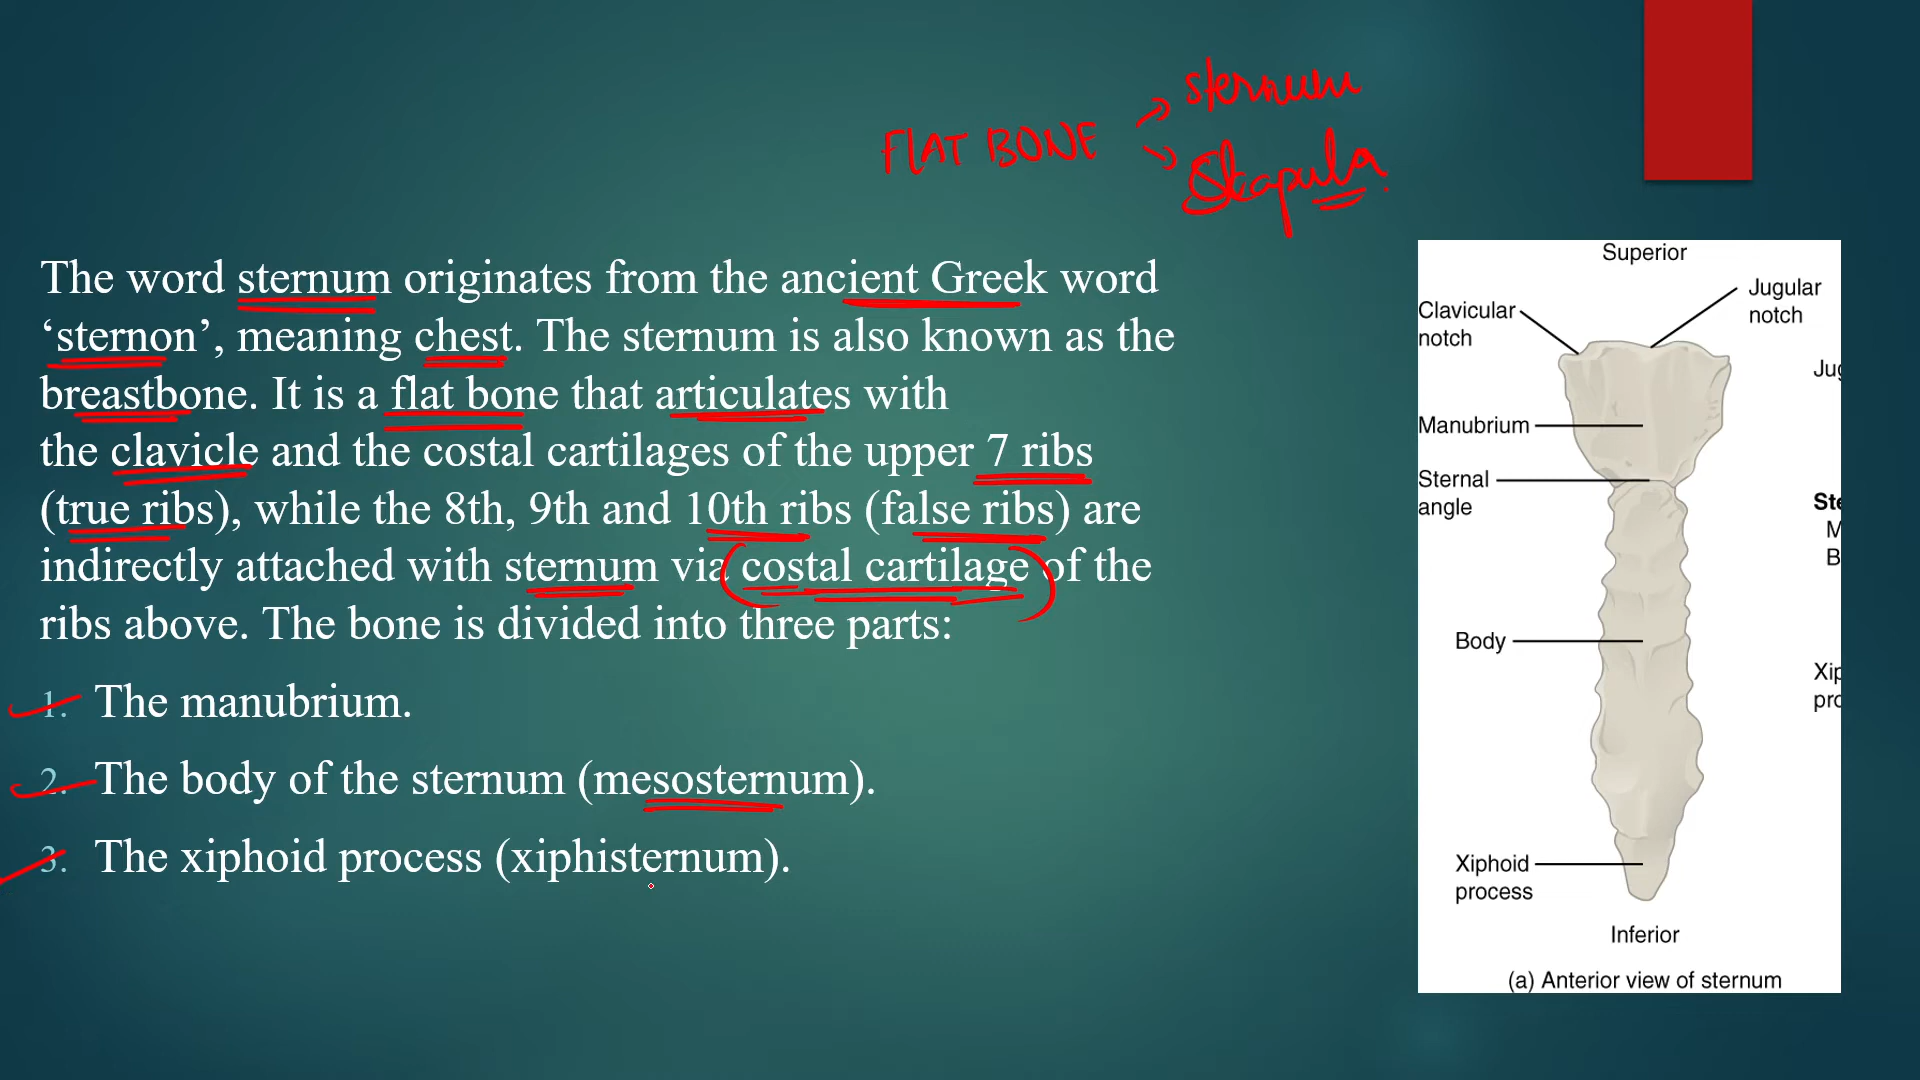 sternum
FLAT BONE
Scapula
The word sternum originates from the ancient Greek word
‘sternon’, meaning chest. The sternum is also known as the
breastbone. It is a flat bone that articulates with
the clavicle and the costal cartilages of the upper 7 ribs
(true ribs), while the 8th, 9th and 10th ribs (false ribs) are
indirectly attached with sternum via costal cartilage of the
ribs above. The bone is divided into three parts:
1. The manubrium.
2. The body of the sternum (mesosternum).
3. The xiphoid process (xiphisternum).
Superior
Jugular
notch
Clavicular
notch
Jug
Manubrium
Sternal
angle
Ste
M
B
Body
Xip
pro
Xiphoid
process
Inferior
(a) Anterior view of sternum